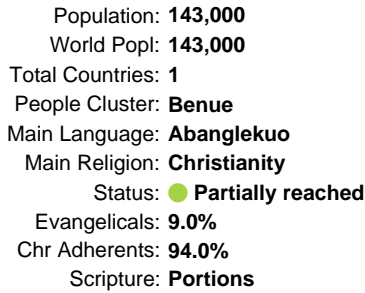 Population: 143,000
World Popl: 143,000
Total Countries: 1
People Cluster: Benue
Main Language: Abanglekuo
Main Religion: Christianity
Status: Partially reached
Evangelicals: 9.0%
Chr Adherents: 94.0%
Scripture: Portions